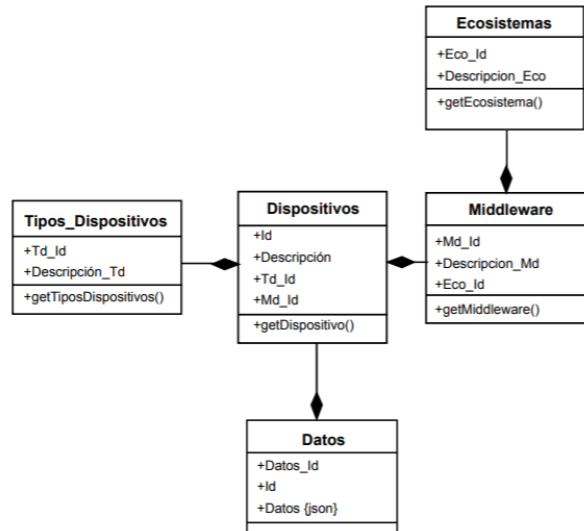 Ecosistemas
+Eco_Id
+Descripcion_Eco
+getEcosistema()
Tipos_Dispositivos
+Td_Id
+Descripción_Td
+getTiposDispositivos()
Dispositivos
+Id
+Descripción
+Td_Id
+Md_Id
+getDispositivo()
Middleware
+Md_Id
+Descripcion_Md
+Eco_Id
+getMiddleware()
Datos
+Datos_Id
+Id
+Datos {json}